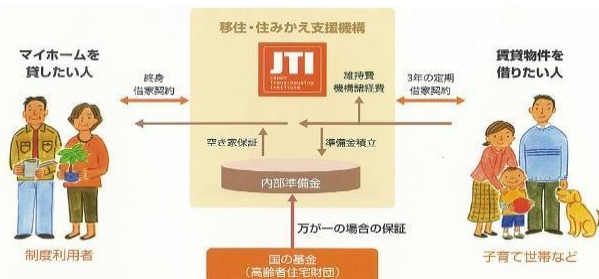 移住・住みかえ支援機構
JTI
Japan
Trans-housing
Institute
マイホームを
貸したい人
終身
借家契約
維持費
機構諸経費
3年の定期
借家契約
賃貸物件を
借りたい人
空き家保証
準備金積立
内部準備金
万が一の場合の保証
制度利用者
国の基金
(高齢者住宅財団)
子育て世帯など